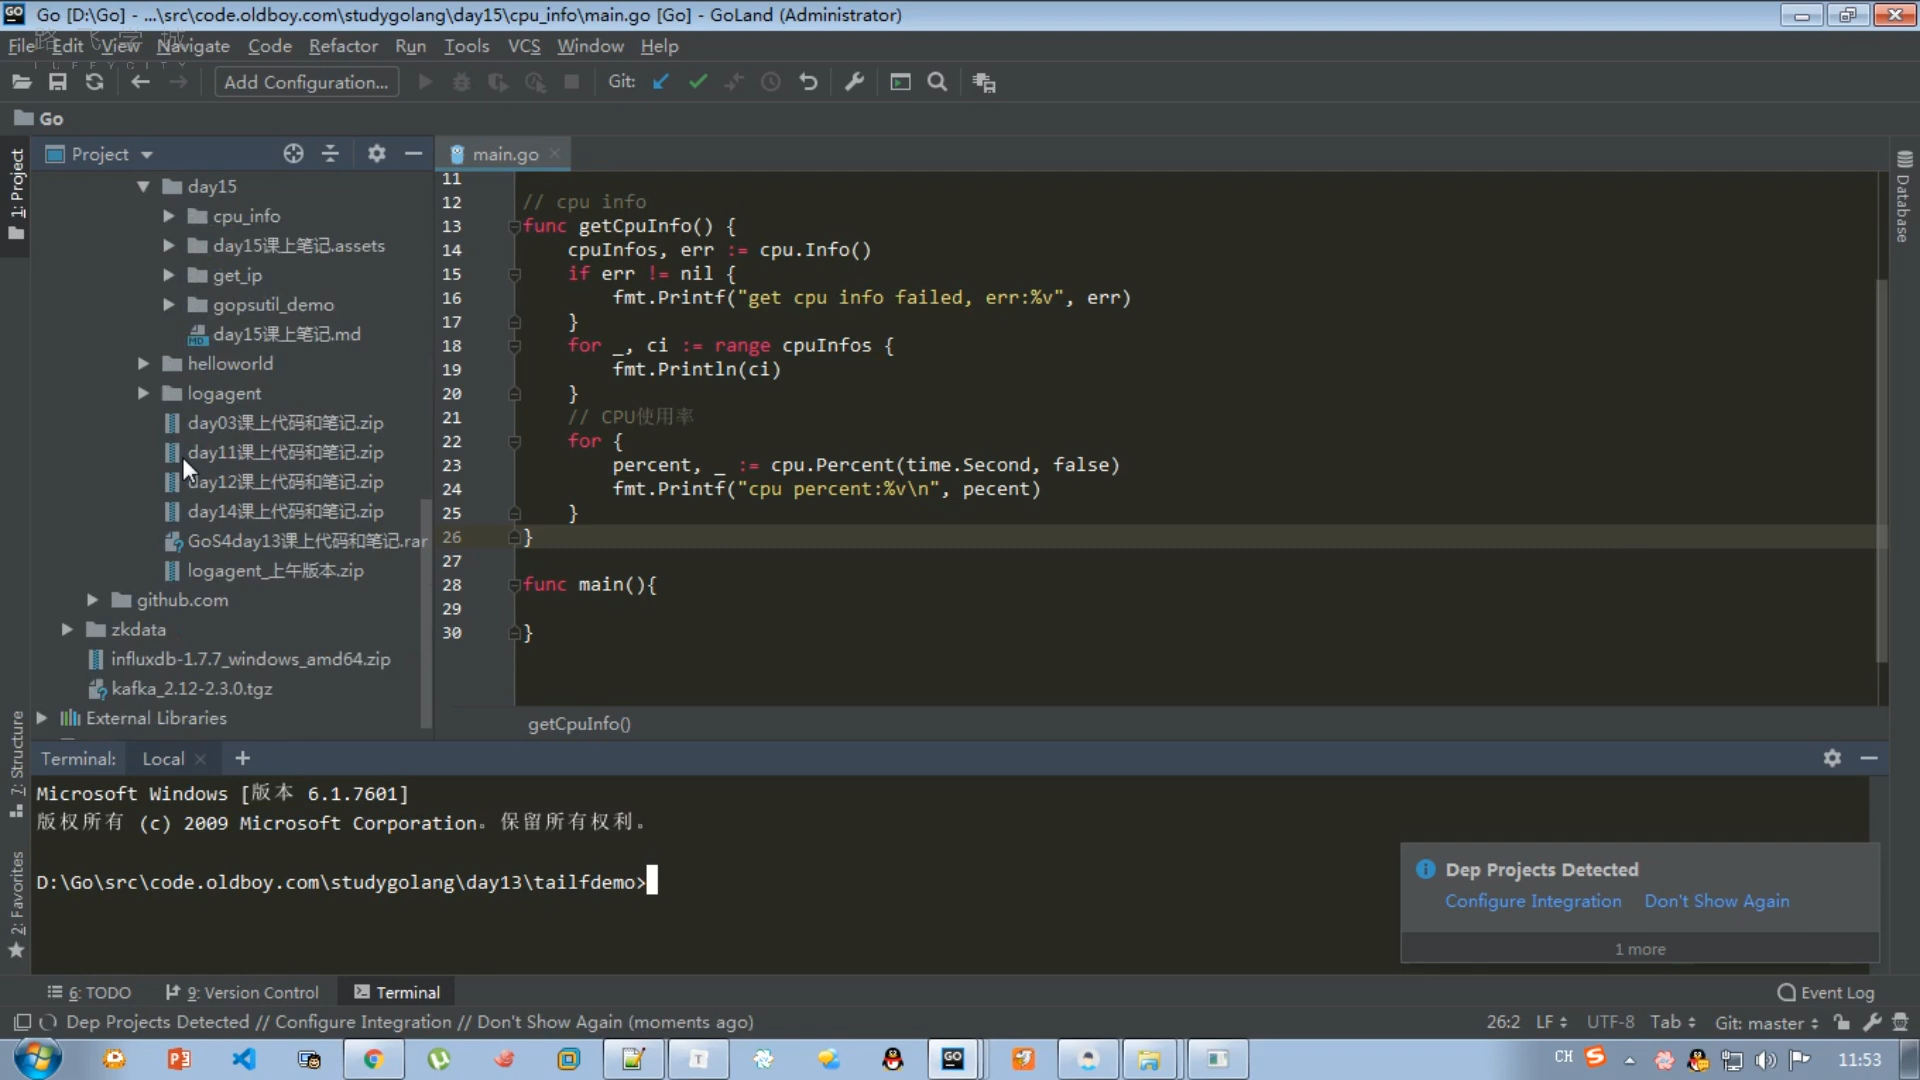 Go [D:\Go] - ...\src\code.oldboy.com\studygolang\day15\cpu_info\main.go [Go] - GoLand (Administrator)
File Edit View Navigate Code Refactor Run Tools VCS Window Help
LUFFYCITY
Add Configuration...
Git:
Go
Project
main.go
1: Project
Database
day15
cpu_info
day15课上笔记.assets
get_ip
gopsutil_demo
day15课上笔记.md
helloworld
logagent
day03课上代码和笔记.zip
day11课上代码和笔记.zip
day12课上代码和笔记.zip
day14课上代码和笔记.zip
GoS4day13课上代码和笔记.rar
logagent_上午版本.zip
github.com
zkdata
influxdb-1.7.7_windows_amd64.zip
kafka_2.12-2.3.0.tgz
External Libraries
11
12 // cpu info
13 func getCpuInfo() {
14 cpuInfos, err := cpu.Info()
15 if err != nil {
16 fmt.Printf("get cpu info failed, err:%v", err)
17 }
18 for _, ci := range cpuInfos {
19 fmt.Println(ci)
20 }
21 // CPU使用率
22 for {
23 percent, _ := cpu.Percent(time.Second, false)
24 fmt.Printf("cpu percent:%v\n", pecent)
25 }
26 }
27
28 func main(){
29
30 }
getCpuInfo()
7: Structure
2: Favorites
Terminal: Local
Microsoft Windows [版本 6.1.7601]
版权所有 (c) 2009 Microsoft Corporation。保留所有权利。
D:\Go\src\code.oldboy.com\studygolang\day13\tailfdemo>
Dep Projects Detected
Configure Integration Don't Show Again
1 more
6: TODO 9: Version Control Terminal Event Log
Dep Projects Detected // Configure Integration // Don't Show Again (moments ago) 26:2 LF UTF-8 Tab Git: master
CH 11:53